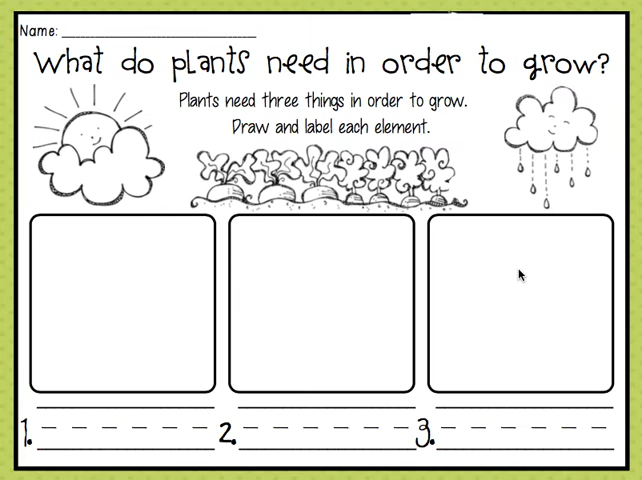 Name: ______________________________
What do plants need in order to grow?
Plants need three things in order to grow.
Draw and label each element.
1.
2.
3.